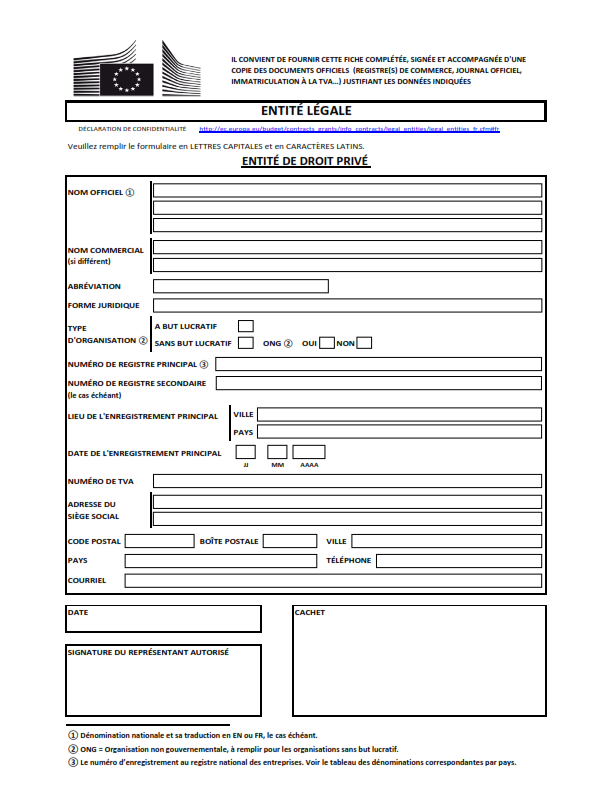 IL CONVIENT DE FOURNIR CETTE FICHE COMPLÉTÉE, SIGNÉE ET ACCOMPAGNÉE D'UNE
COPIE DES DOCUMENTS OFFICIELS (REGISTRE(S) DE COMMERCE, JOURNAL OFFICIEL,
IMMATRICULATION À LA TVA...) JUSTIFIANT LES DONNÉES INDIQUÉES
ENTITÉ LÉGALE
DÉCLARATION DE CONFIDENTIALITÉ http://ec.europa.eu/budget/contracts_grants/info_contracts/legal_entities/legal_entities_fr.cfm#fr
Veuillez remplir le formulaire en LETTRES CAPITALES et en CARACTÈRES LATINS.
ENTITÉ DE DROIT PRIVÉ
NOM OFFICIEL ①
NOM COMMERCIAL
(si différent)
ABRÉVIATION
FORME JURIDIQUE
TYPE
D'ORGANISATION ②
A BUT LUCRATIF
SANS BUT LUCRATIF ONG ② OUI NON
NUMÉRO DE REGISTRE PRINCIPAL ③
NUMÉRO DE REGISTRE SECONDAIRE
(le cas échéant)
LIEU DE L'ENREGISTREMENT PRINCIPAL VILLE
PAYS
DATE DE L'ENREGISTREMENT PRINCIPAL
JJ MM AAAA
NUMÉRO DE TVA
ADRESSE DU
SIÈGE SOCIAL
CODE POSTAL BOÎTE POSTALE VILLE
PAYS TÉLÉPHONE
COURRIEL
DATE
CACHET
SIGNATURE DU REPRÉSENTANT AUTORISÉ
① Dénomination nationale et sa traduction en EN ou FR, le cas échéant.
② ONG = Organisation non gouvernementale, à remplir pour les organisations sans but lucratif.
③ Le numéro d'enregistrement au registre national des entreprises. Voir le tableau des dénominations correspondantes par pays.